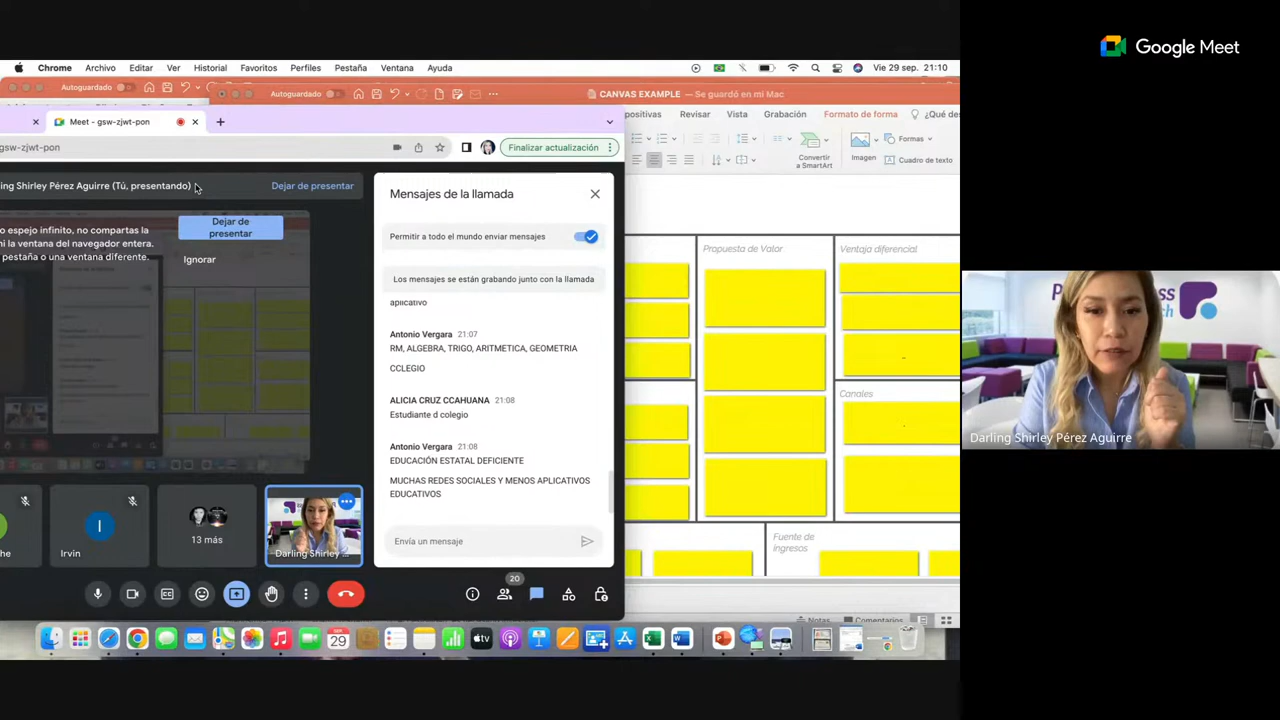 Google Meet
Chrome Archivo Editar Ver Historial Favoritos Perfiles Pestaña Ventana Ayuda
Vie 29 sep. 21:10
Autoguardado
Autoguardado
CANVAS EXAMPLE — Se guardó en mi Mac
Meet - gsw-zjwt-pon
Revisar Vista Grabación Formato de forma
gsw-zjwt-pon
Finalizar actualización
Convertir
a SmartArt
Imagen
Formas
Cuadro de texto
Shirley Pérez Aguirre (Tú, presentando)
Dejar de presentar
o espejo infinito, no compartas la
ni la ventana del navegador entera.
pestaña o una ventana diferente.
Dejar de
presentar
Ignorar
Mensajes de la llamada
Permitir a todo el mundo enviar mensajes
Los mensajes se están grabando junto con la llamada
aplicativo
Antonio Vergara 21:07
RM, ALGEBRA, TRIGO, ARITMETICA, GEOMETRIA
CCLEGIO
ALICIA CRUZ CCAHUANA 21:08
Estudiante d colegio
Antonio Vergara 21:08
EDUCACIÓN ESTATAL DEFICIENTE
MUCHAS REDES SOCIALES Y MENOS APLICATIVOS
EDUCATIVOS
Envía un mensaje
Propuesta de Valor
Ventaja diferencial
Canales
Fuente de
ingresos
I
Irvin
13 más
Darling Shirley ...
20
Notas
Comentarios
29
Darling Shirley Pérez Aguirre